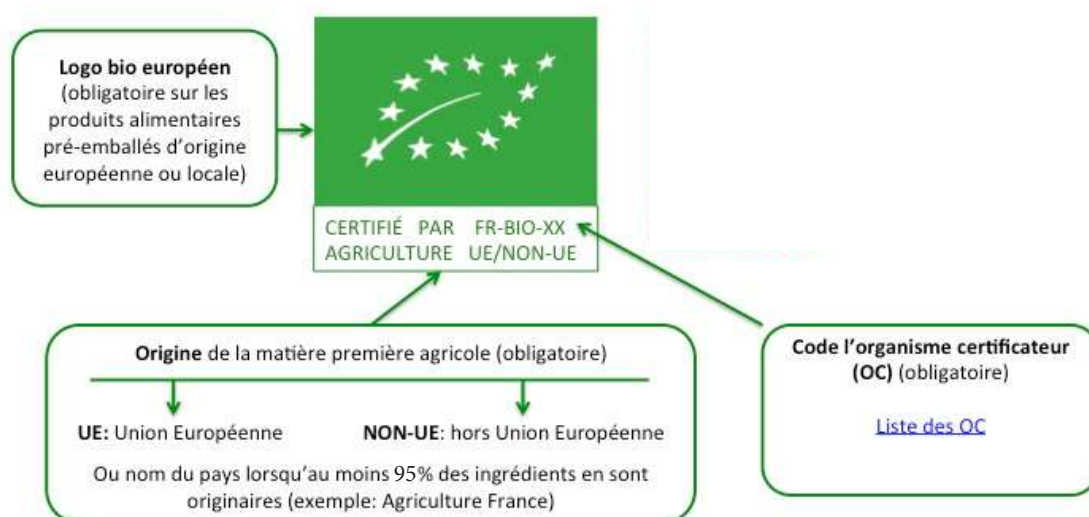 Logo bio européen
(obligatoire sur les
produits alimentaires
pré-emballés d'origine
européenne ou locale)
CERTIFIÉ PAR FR-BIO-XX
AGRICULTURE UE/NON-UE
Origine de la matière première agricole (obligatoire)
UE: Union Européenne
NON-UE: hors Union Européenne
Ou nom du pays lorsqu'au moins 95% des ingrédients en sont
originaires (exemple: Agriculture France)
Code l'organisme certificateur
(OC) (obligatoire)
Liste des OC